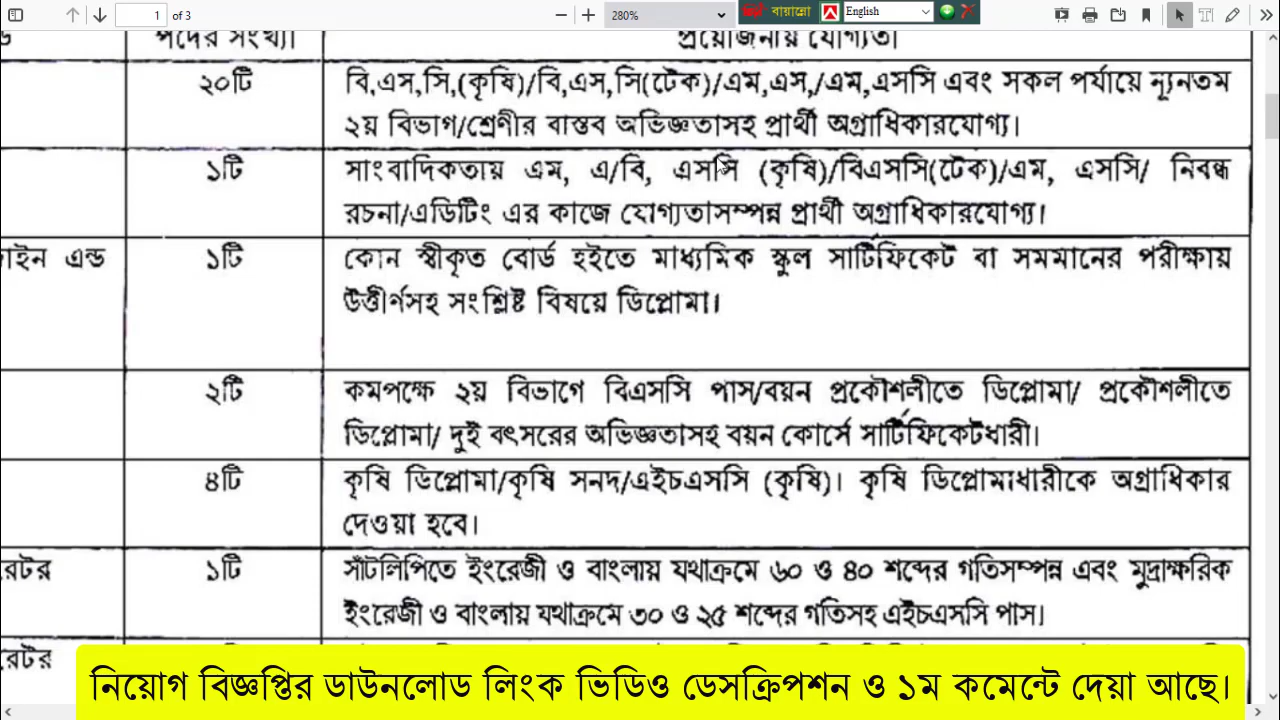 1 of 3
280%
বায়ান্নো
English
পদের সংখ্যা প্রয়োজনীয় যোগ্যতা
২০টি বি,এস,সি,(কৃষি)/বি,এস,সি(টেক)/এম,এস,/এম,এসসি এবং সকল পর্যায়ে ন্যূনতম
২য় বিভাগ/শ্রেণীর বাস্তব অভিজ্ঞতাসহ প্রার্থী অগ্রাধিকারযোগ্য।
১টি সাংবাদিকতায় এম, এ/বি, এসসি (কৃষি)/বিএসসি(টেক)/এম, এসসি/ নিবন্ধ
রচনা/এডিটিং এর কাজে যোগ্যতাসম্পন্ন প্রার্থী অগ্রাধিকারযোগ্য।
াইন এন্ড ১টি কোন স্বীকৃত বোর্ড হইতে মাধ্যমিক স্কুল সার্টিফিকেট বা সমমানের পরীক্ষায়
উত্তীর্ণসহ সংশ্লিষ্ট বিষয়ে ডিপ্লোমা।
২টি কমপক্ষে ২য় বিভাগে বিএসসি পাস/বয়ন প্রকৌশলীতে ডিপ্লোমা/ প্রকৌশলীতে
ডিপ্লোমা/ দুই বৎসরের অভিজ্ঞতাসহ বয়ন কোর্সে সার্টিফিকেটধারী।
৪টি কৃষি ডিপ্লোমা/কৃষি সনদ/এইচএসসি (কৃষি)। কৃষি ডিপ্লোমাধারীকে অগ্রাধিকার
দেওয়া হবে।
রেটর ১টি সাঁটলিপিতে ইংরেজী ও বাংলায় যথাক্রমে ৬০ ও ৪০ শব্দের গতিসম্পন্ন এবং মুদ্রাক্ষরিক
ইংরেজী ও বাংলায় যথাক্রমে ৩০ ও ২৫ শব্দের গতিসহ এইচএসসি পাস।
রেটর
নিয়োগ বিজ্ঞপ্তির ডাউনলোড লিংক ভিডিও ডেসক্রিপশন ও ১ম কমেন্টে দেয়া আছে।